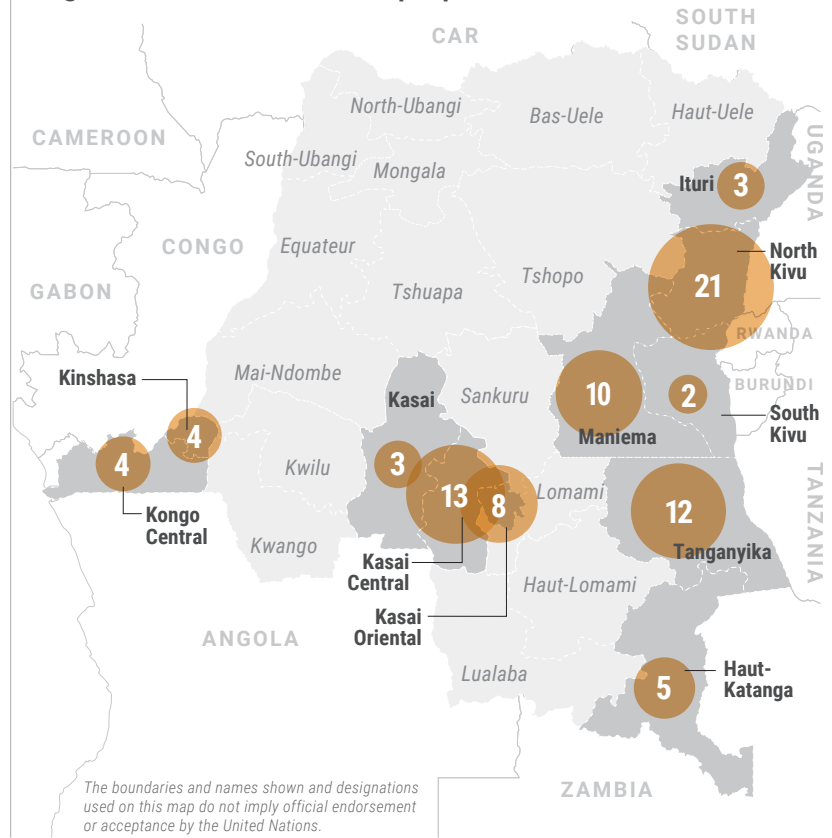 SOUTH
SUDAN
CAR
North-Ubangi
Bas-Uele
Haut-Uele
CAMEROON
UGANDA
South-Ubangi
Mongala
Ituri
3
CONGO
Equateur
North
Kivu
Tshopo
21
GABON
Tshuapa
RWANDA
Kinshasa
Mai-Ndombe
Kasai
Sankuru
10
2
BURUNDI
South
Kivu
4
Maniema
4
Kwilu
3
13
8
Lomami
12
TANZANIA
Kongo
Central
Kwango
Tanganyika
Kasai
Central
Haut-Lomami
Kasai
Oriental
ANGOLA
Lualaba
5
Haut-
Katanga
The boundaries and names shown and designations
used on this map do not imply official endorsement
or acceptance by the United Nations.
ZAMBIA